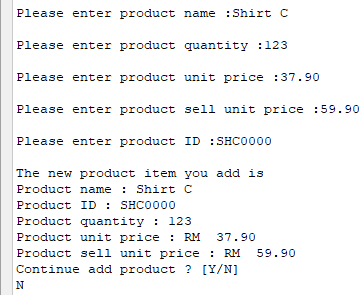 Please enter product name :Shirt C
Please enter product quantity :123
Please enter product unit price :37.90
Please enter product sell unit price :59.90
Please enter product ID :SHC0000
The new product item you add is
Product name : Shirt C
Product ID : SHC0000
Product quantity : 123
Product unit price : RM  37.90
Product sell unit price : RM  59.90
Continue add product ? [Y/N]
N